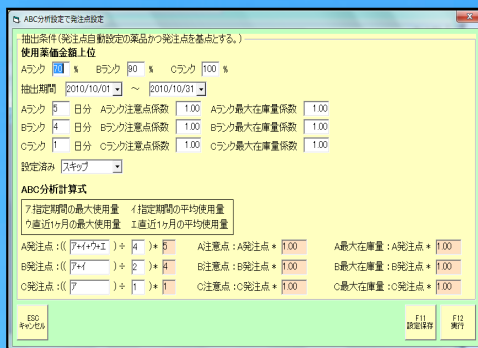 ABC分析設定で発注点設定
抽出条件(発注点自動設定の薬品かつ発注点を基点とする。)
使用薬価金額上位
Aランク 70 % Bランク 90 % Cランク 100 %
抽出期間 2010/10/01 ～ 2010/10/31
Aランク 5 日分 Aランク注意点係数 1.00 Aランク最大在庫量係数 1.00
Bランク 4 日分 Bランク注意点係数 1.00 Bランク最大在庫量係数 1.00
Cランク 1 日分 Cランク注意点係数 1.00 Cランク最大在庫量係数 1.00
設定済み スキップ
ABC分析計算式
ア:指定期間の最大使用量 イ:指定期間の平均使用量
ウ:直近1ヶ月の最大使用量 エ:直近1ヶ月の平均使用量
A発注点:(( ア+イ+ウ+エ )÷ 4 )* 5 A注意点:A発注点* 1.00 A最大在庫量:A発注点* 1.00
B発注点:(( ア+イ )÷ 2 )* 4 B注意点:B発注点* 1.00 B最大在庫量:B発注点* 1.00
C発注点:(( ア )÷ 1 )* 1 C注意点:C発注点* 1.00 C最大在庫量:C発注点* 1.00
ESC F11 F12
キャンセル 設定保存 実行